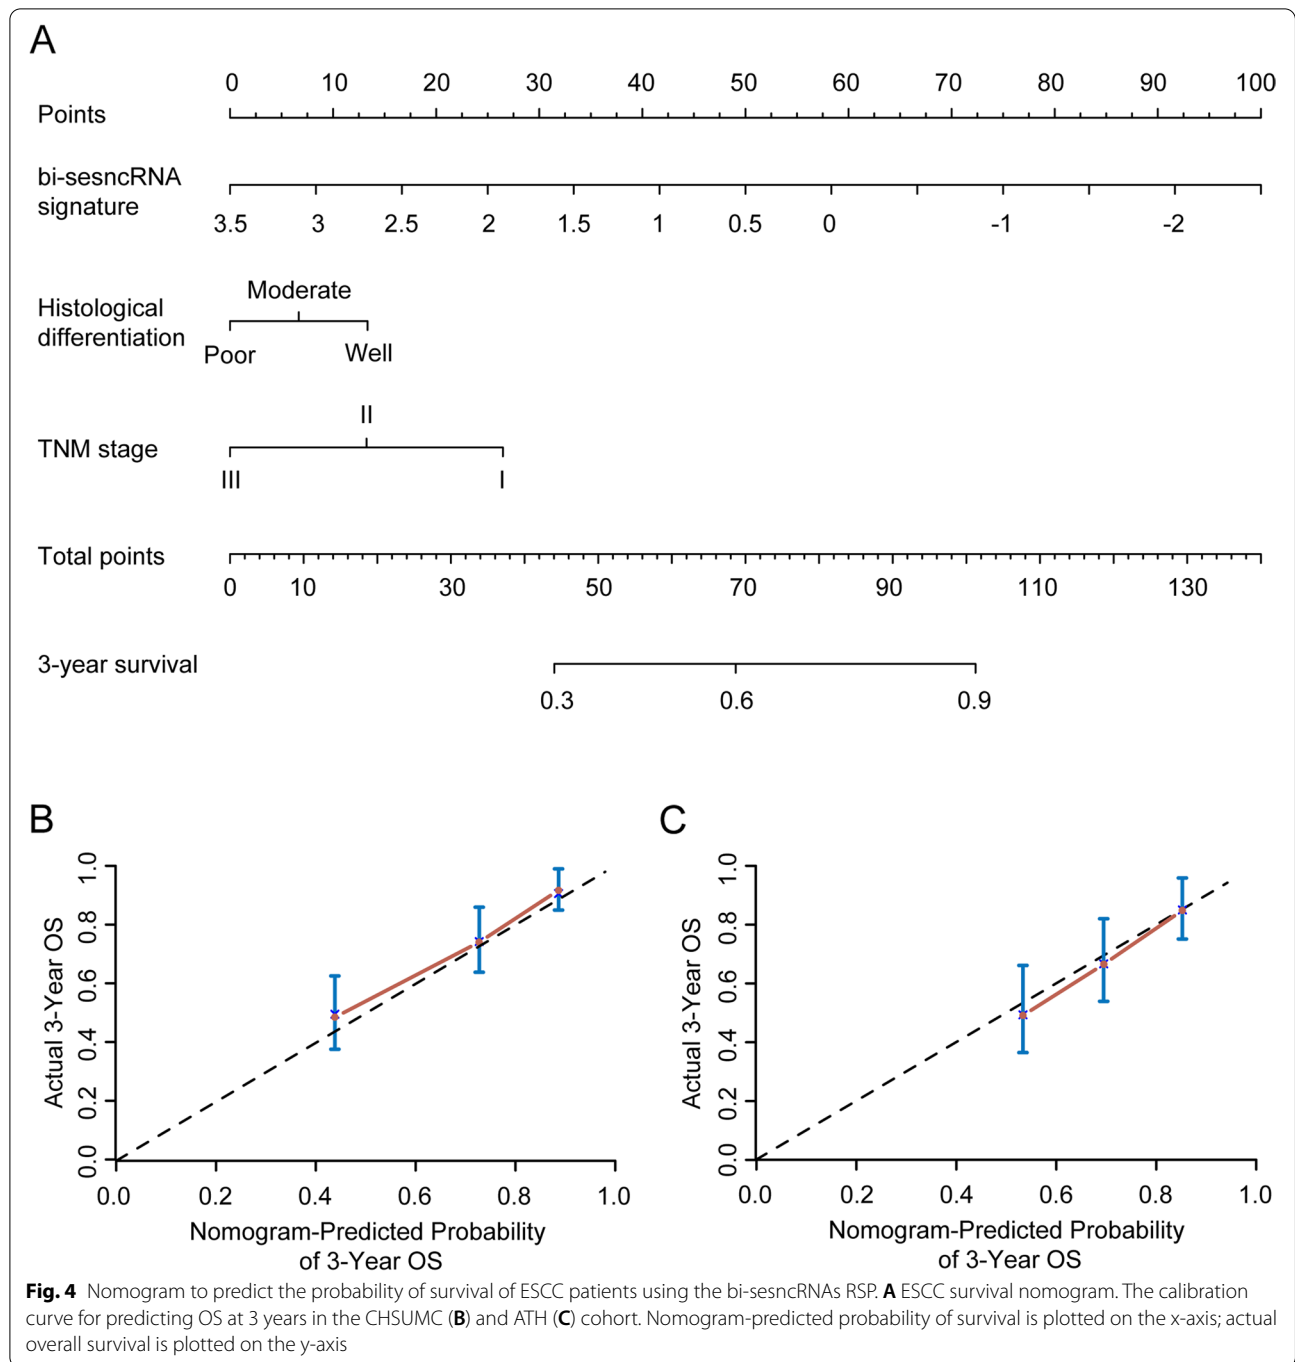 A
0 10 20 30 40 50 60 70 80 90 100
Points
bi-sesncRNA
signature
3.5 3 2.5 2 1.5 1 0.5 0 -1 -2
Moderate
Histological
differentiation
Poor Well
II
TNM stage
III I
Total points
0 10 30 50 70 90 110 130
3-year survival
0.3 0.6 0.9
B
Actual 3-Year OS
0.0 0.2 0.4 0.6 0.8 1.0
0.0 0.2 0.4 0.6 0.8 1.0
Nomogram-Predicted Probability
of 3-Year OS
C
Actual 3-Year OS
0.0 0.2 0.4 0.6 0.8 1.0
0.0 0.2 0.4 0.6 0.8 1.0
Nomogram-Predicted Probability
of 3-Year OS
Fig. 4 Nomogram to predict the probability of survival of ESCC patients using the bi-sesncRNAs RSP. A ESCC survival nomogram. The calibration
curve for predicting OS at 3 years in the CHSUMC (B) and ATH (C) cohort. Nomogram-predicted probability of survival is plotted on the x-axis; actual
overall survival is plotted on the y-axis